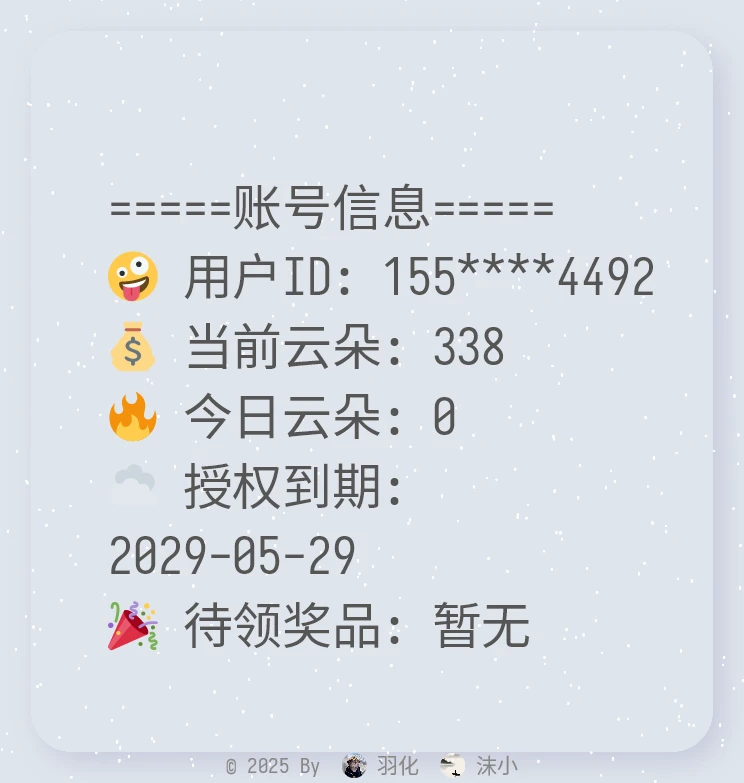 =====账号信息=====
🤪 用户ID: 155****4492
💰 当前云朵: 338
🔥 今日云朵: 0
☁️ 授权到期:
2029-05-29
🎉 待领奖品: 暂无
© 2025 By 羽化 沫小